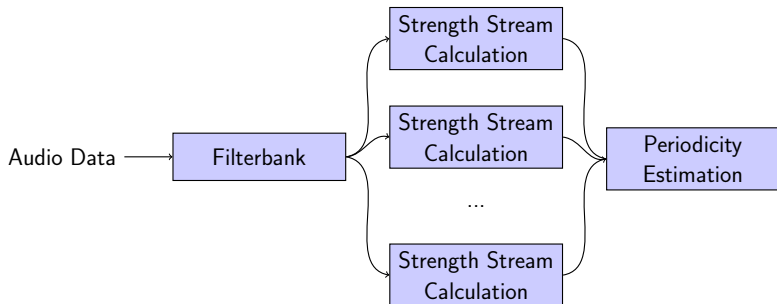 Audio Data
Filterbank
Strength Stream
Calculation
Strength Stream
Calculation
...
Strength Stream
Calculation
Periodicity
Estimation